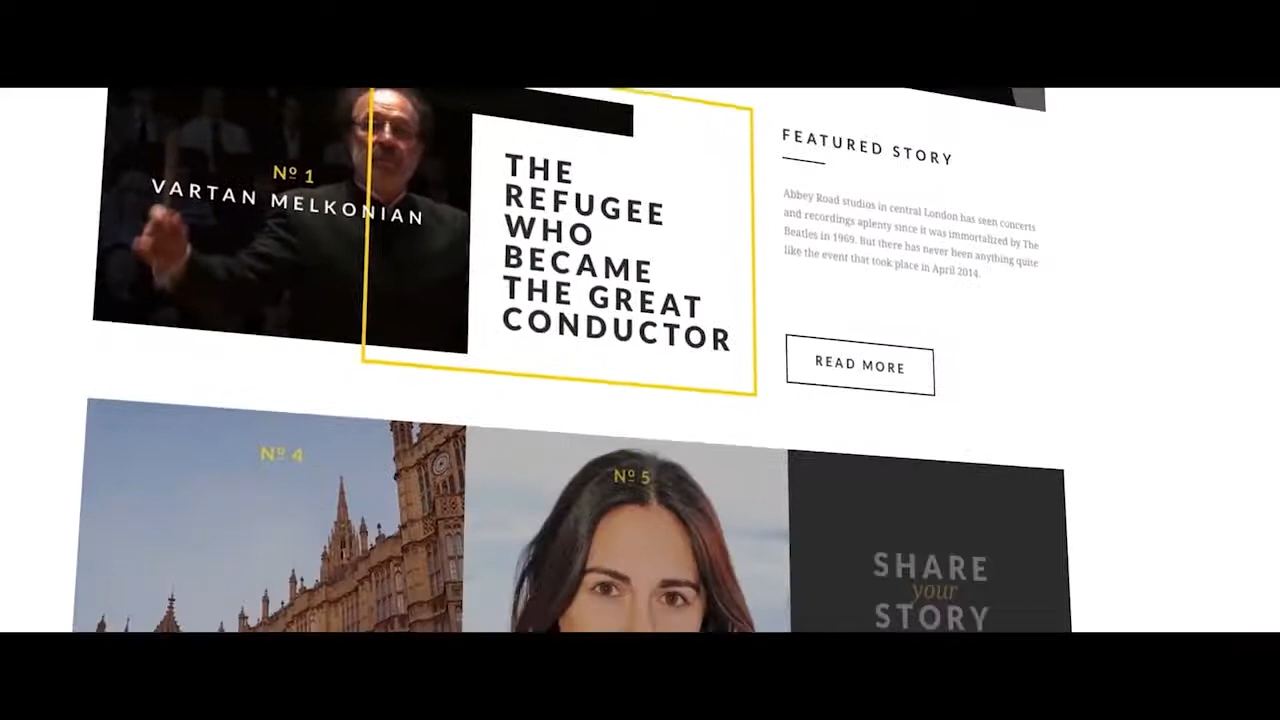 Nº 1
VARTAN MELKONIAN
THE
REFUGEE
WHO
BECAME
THE GREAT
CONDUCTOR
FEATURED STORY
Abbey Road studios in central London has seen concerts
and recordings aplenty since it was immortalized by The
Beatles in 1969. But there has never been anything quite
like the event that took place in April 2014.
READ MORE
Nº 4
Nº 5
SHARE
your
STORY